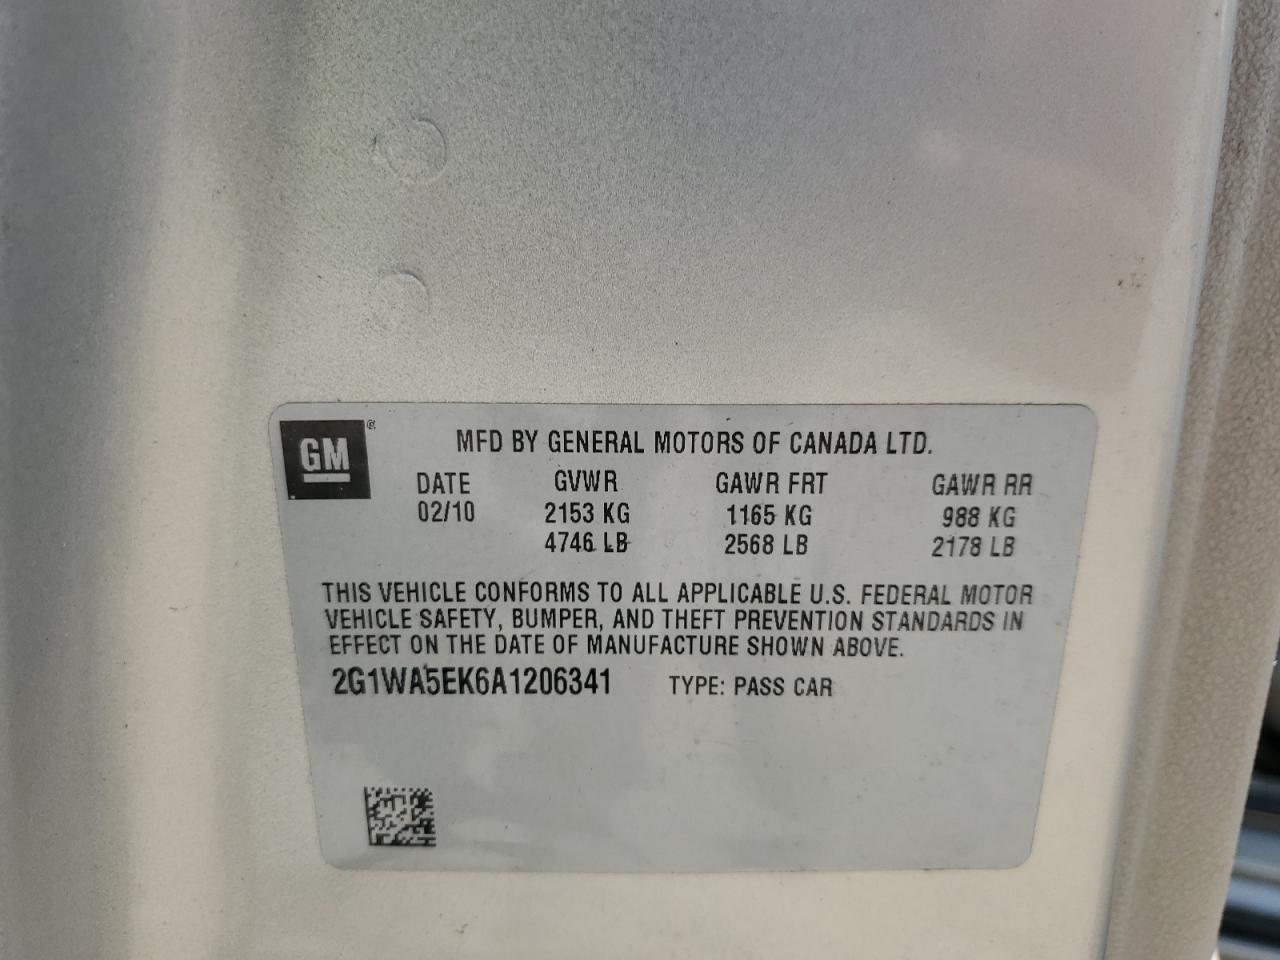 GM®
MFD BY GENERAL MOTORS OF CANADA LTD.
DATE GVWR GAWR FRT GAWR RR
02/10 2153 KG 1165 KG 988 KG
4746 LB 2568 LB 2178 LB
THIS VEHICLE CONFORMS TO ALL APPLICABLE U.S. FEDERAL MOTOR
VEHICLE SAFETY, BUMPER, AND THEFT PREVENTION STANDARDS IN
EFFECT ON THE DATE OF MANUFACTURE SHOWN ABOVE.
2G1WA5EK6A1206341 TYPE: PASS CAR